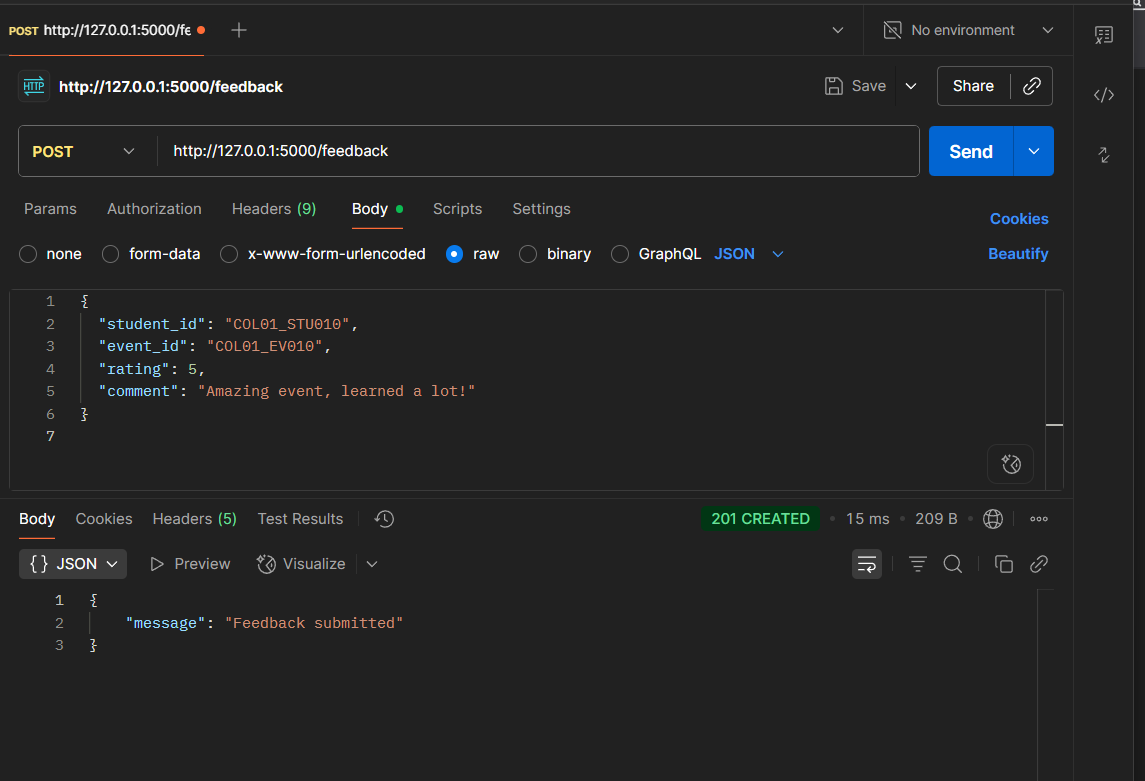 POST http://127.0.0.1:5000/fe
No environment
HTTP http://127.0.0.1:5000/feedback
Save
Share
POST http://127.0.0.1:5000/feedback
Send
Params Authorization Headers (9) Body Scripts Settings
Cookies
none form-data x-www-form-urlencoded raw binary GraphQL JSON
Beautify
1 {
2 "student_id": "COL01_STU010",
3 "event_id": "COL01_EV010",
4 "rating": 5,
5 "comment": "Amazing event, learned a lot!"
6 }
7
Body Cookies Headers (5) Test Results
201 CREATED • 15 ms • 209 B •
{} JSON Preview Visualize
1 {
2 "message": "Feedback submitted"
3 }